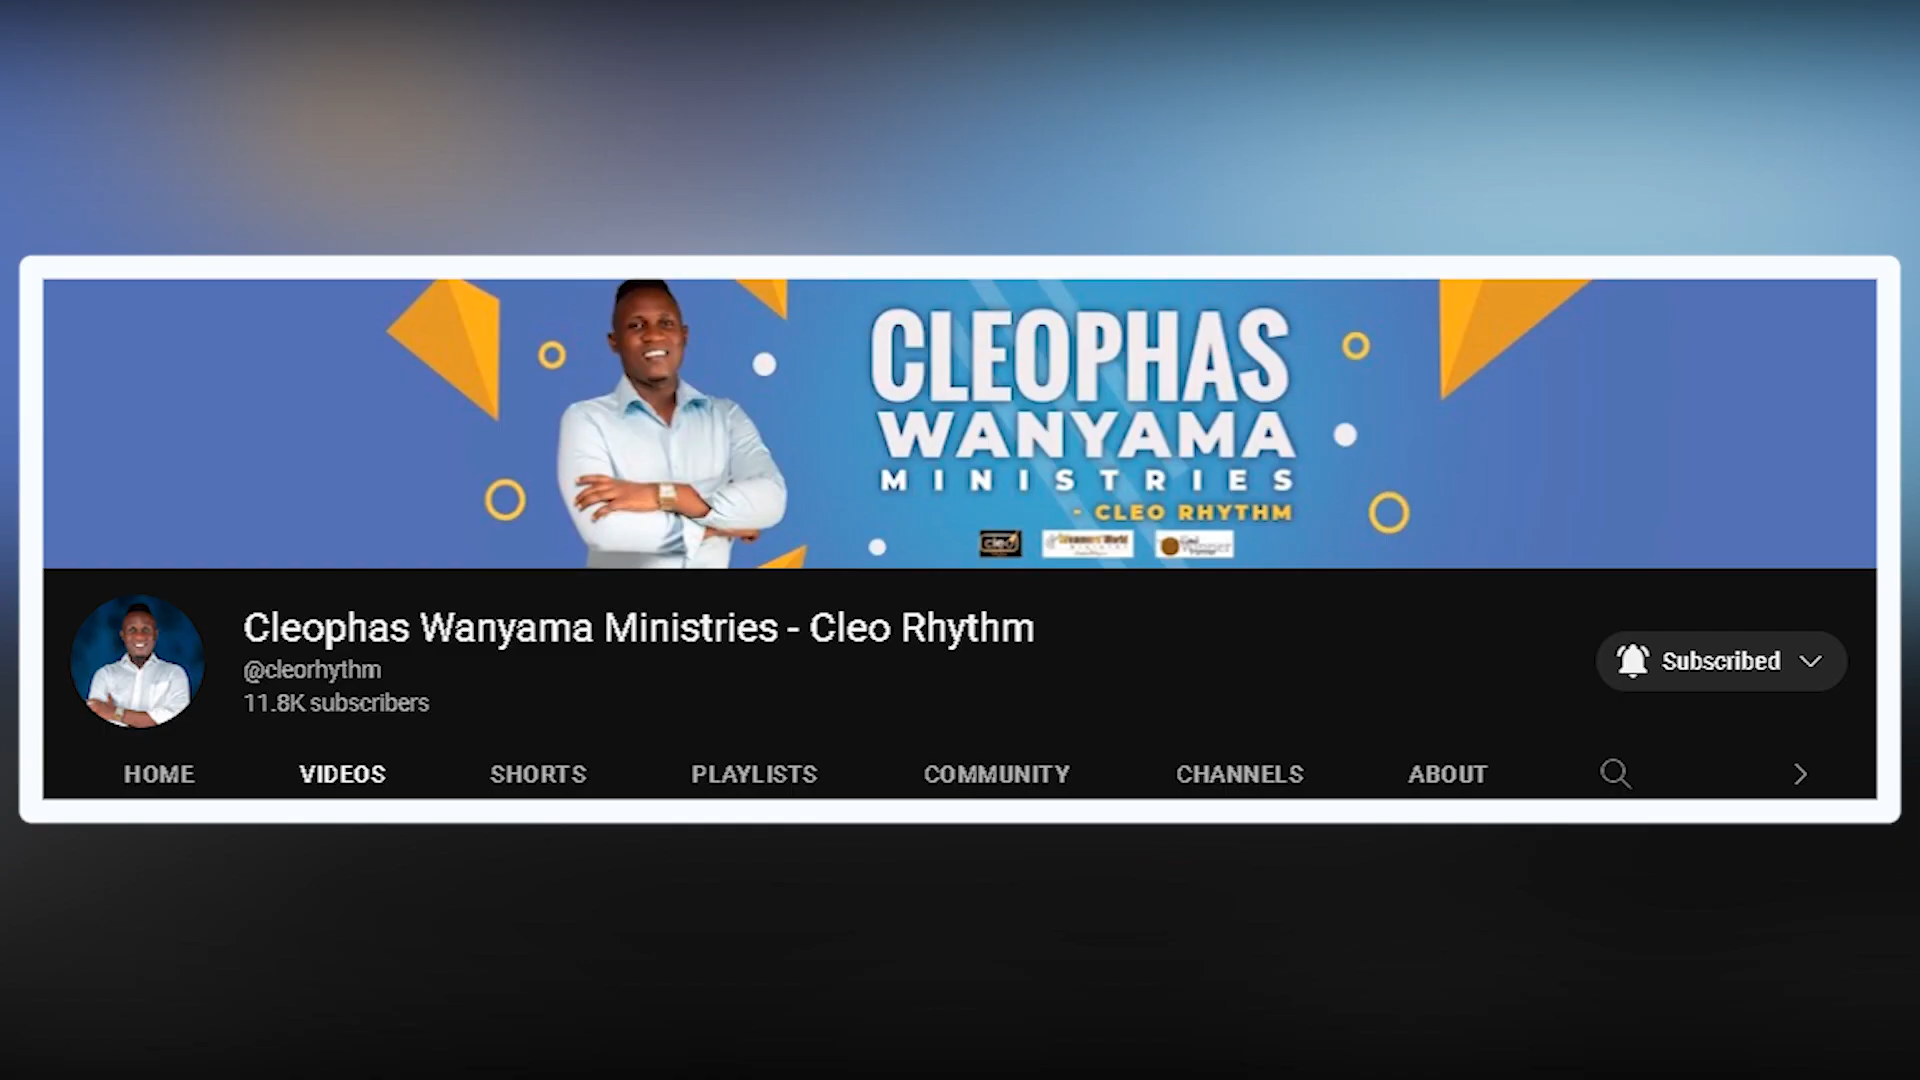 CLEOPHAS
WANYAMA
MINISTRIES
- CLEO RHYTHM
cleo
Cleophas Wanyama Ministries - Cleo Rhythm
@cleorhythm
11.8K subscribers
Subscribed
HOME VIDEOS SHORTS PLAYLISTS COMMUNITY CHANNELS ABOUT